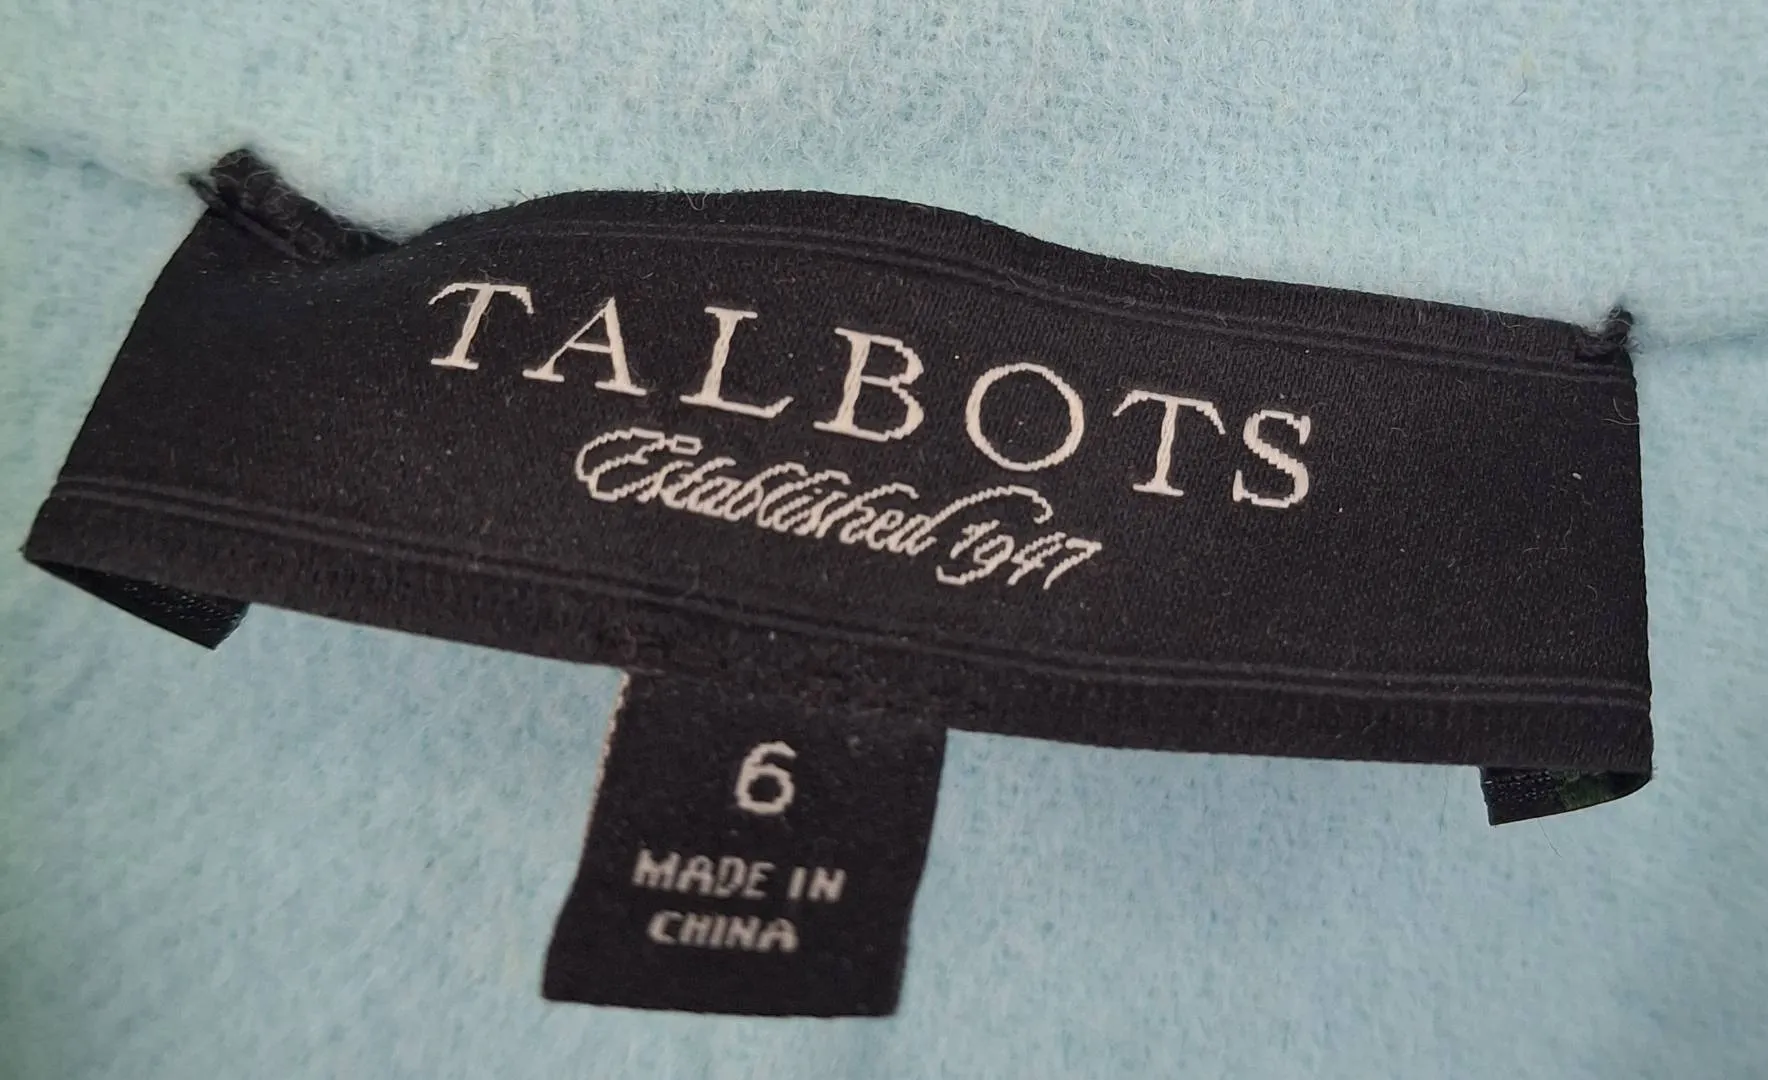 TALBOTS
Established 1947
6
MADE IN
CHINA